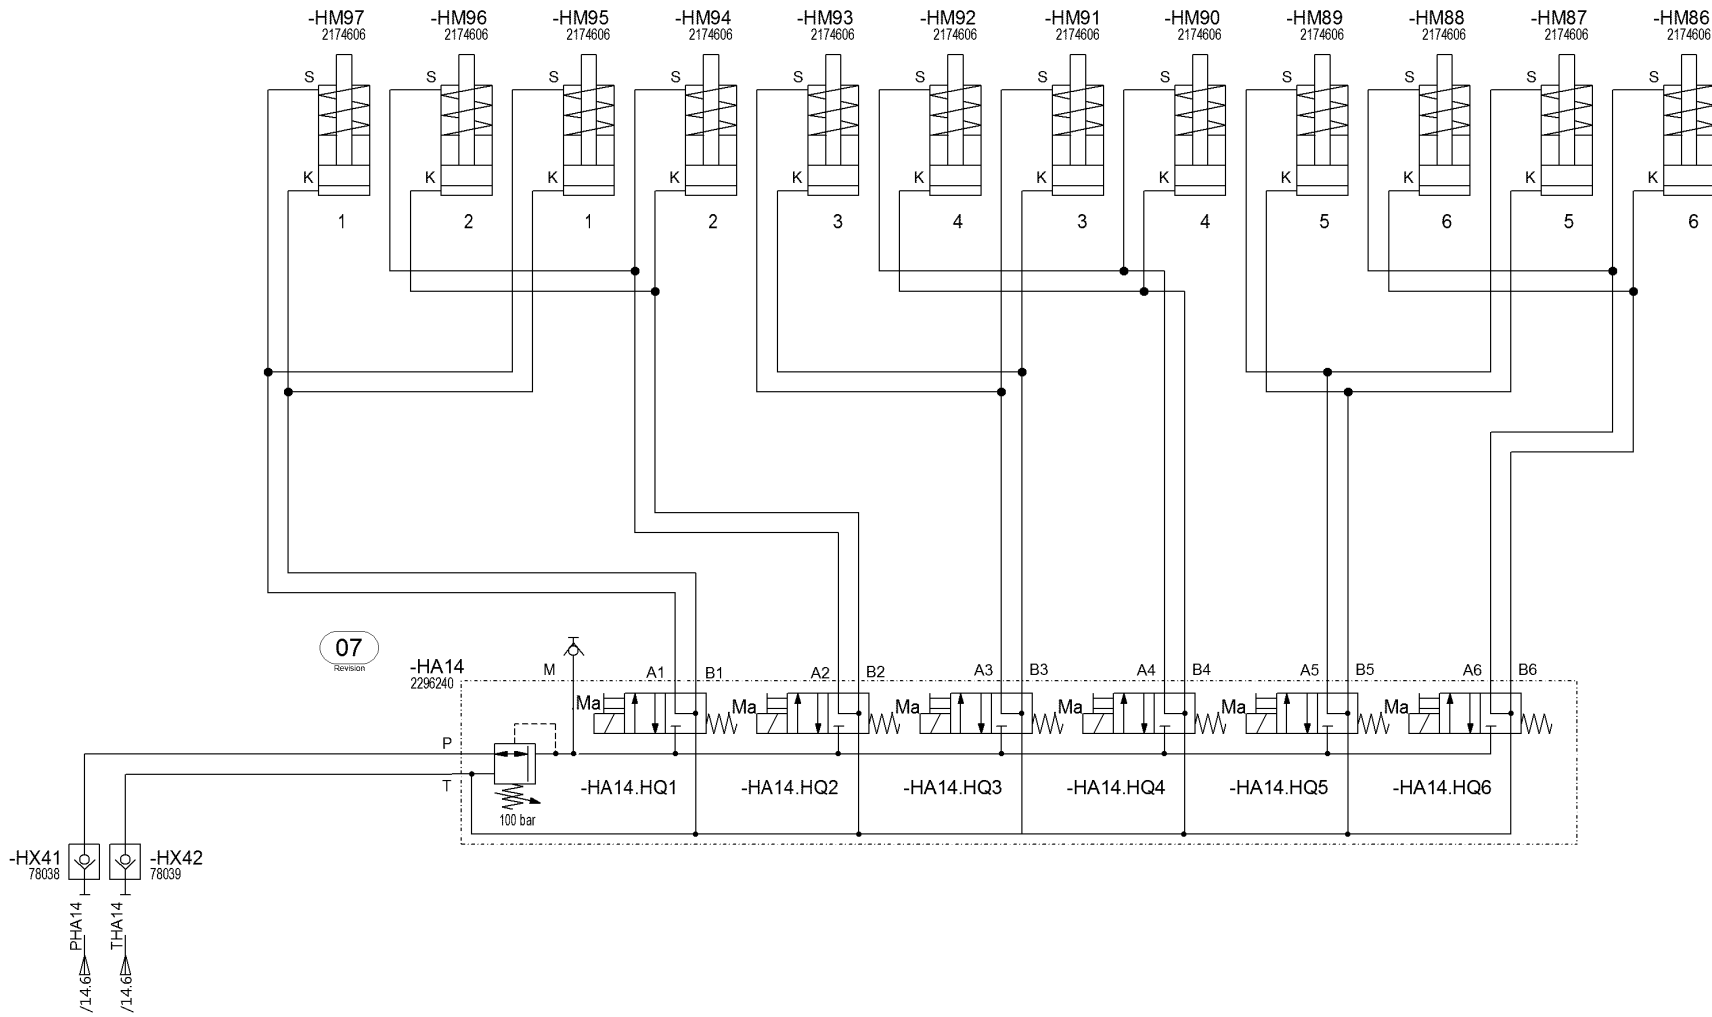 -HM97 -HM96 -HM95 -HM94 -HM93 -HM92 -HM91 -HM90 -HM89 -HM88 -HM87 -HM86
2174606 2174606 2174606 2174606 2174606 2174606 2174606 2174606 2174606 2174606 2174606 2174606
S S S S S S S S S S S S
K K K K K K K K K K K K
1 2 1 2 3 4 3 4 5 6 5 6
07
Revision
-HA14
2296240
M A1 B1 A2 B2 A3 B3 A4 B4 A5 B5 A6 B6
Ma Ma Ma Ma Ma Ma
P
T
-HA14.HQ1 -HA14.HQ2 -HA14.HQ3 -HA14.HQ4 -HA14.HQ5 -HA14.HQ6
100 bar
-HX41 -HX42
78038 78039
PHA14 THA14
/14.6 /14.6